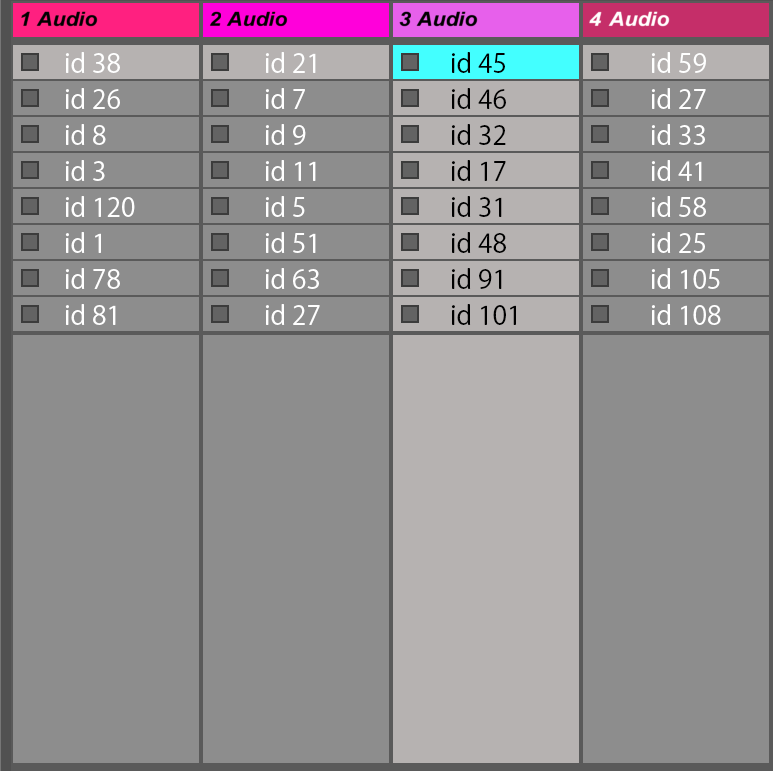 1 Audio 2 Audio 3 Audio 4 Audio
id 38 id 21 id 45 id 59
id 26 id 7 id 46 id 27
id 8 id 9 id 32 id 33
id 3 id 11 id 17 id 41
id 120 id 5 id 31 id 58
id 1 id 51 id 48 id 25
id 78 id 63 id 91 id 105
id 81 id 27 id 101 id 108